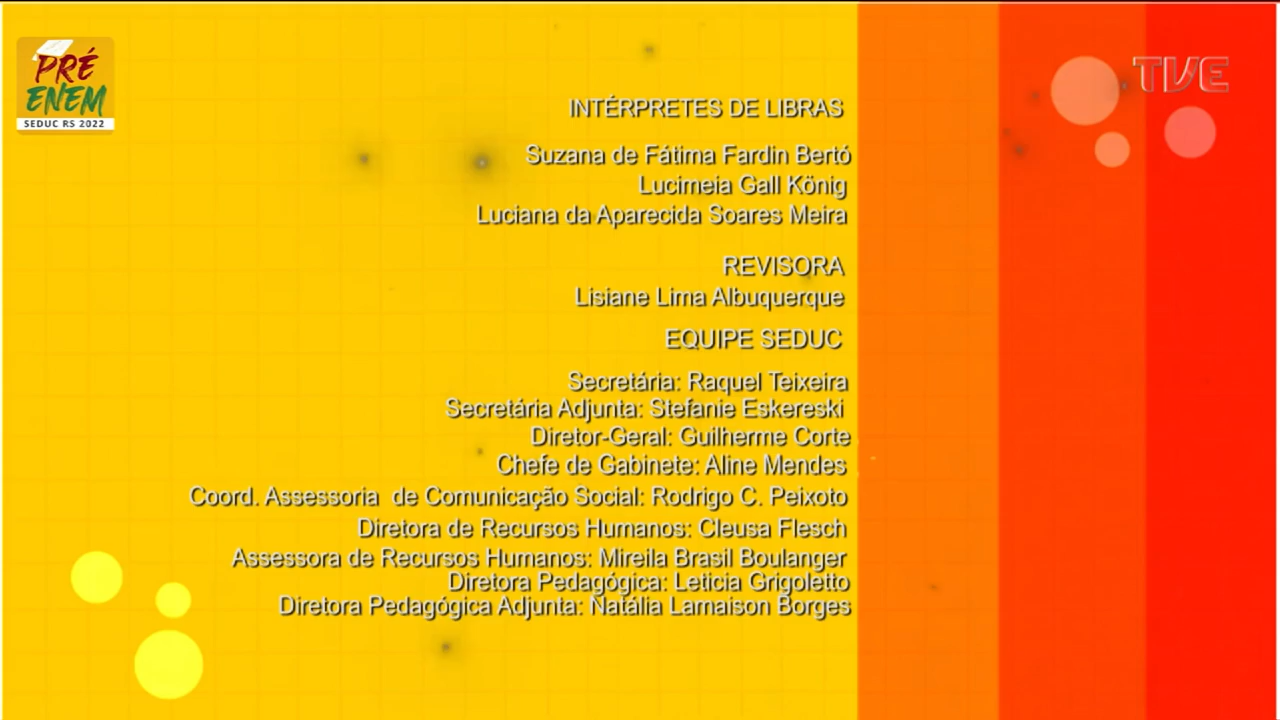 PRÉ
ENEM
SEDUC RS 2022
TVE
INTÉRPRETES DE LIBRAS
Suzana de Fátima Fardin Bertó
Lucimeia Gall König
Luciana da Aparecida Soares Meira
REVISORA
Lisiane Lima Albuquerque
EQUIPE SEDUC
Secretária: Raquel Teixeira
Secretária Adjunta: Stefanie Eskereski
Diretor-Geral: Guilherme Corte
Chefe de Gabinete: Aline Mendes
Coord. Assessoria de Comunicação Social: Rodrigo C. Peixoto
Diretora de Recursos Humanos: Cleusa Flesch
Assessora de Recursos Humanos: Mireila Brasil Boulanger
Diretora Pedagógica: Leticia Grigoletto
Diretora Pedagógica Adjunta: Natália Lamaison Borges